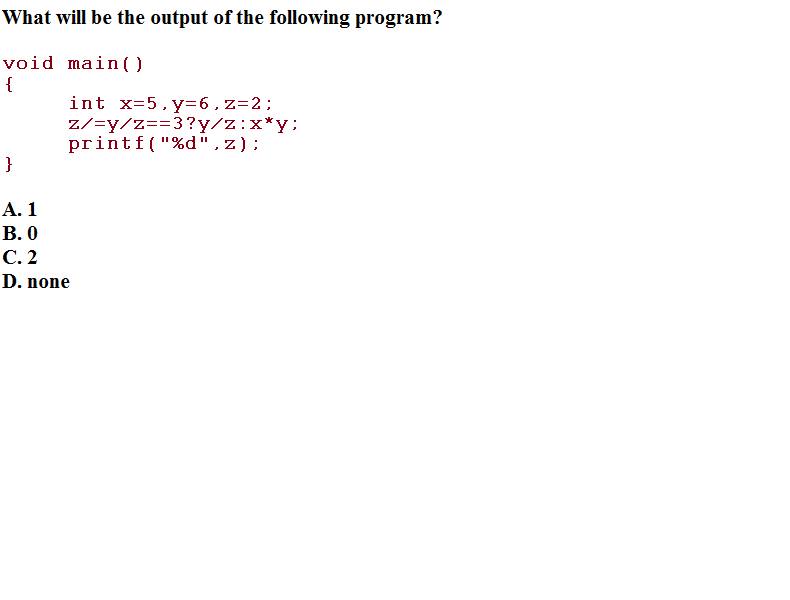 What will be the output of the following program?
void main()
{
int x=5,y=6,z=2;
z/=y/z==3?y/z:x*y;
printf("%d",z);
}
A. 1
B. 0
C. 2
D. none